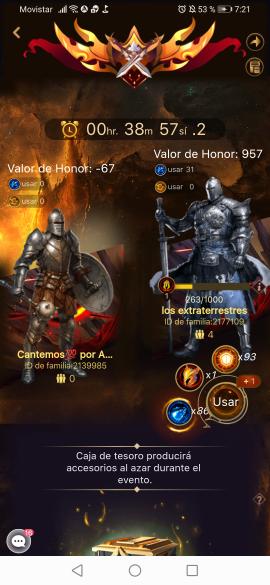 Movistar 53 % 7:21
00hr. 38m 57sí .2
Valor de Honor: -67
usar 0
usar 0
Valor de Honor: 957
usar 31
usar 0
263/1000
los extraterrestres
ID de familia:2177109
4
Cantemos💯 por A...
ID de familia:2139985
0
x93
x1
+1
x86
Usar
Caja de tesoro producirá
accesorios al azar durante el
evento.